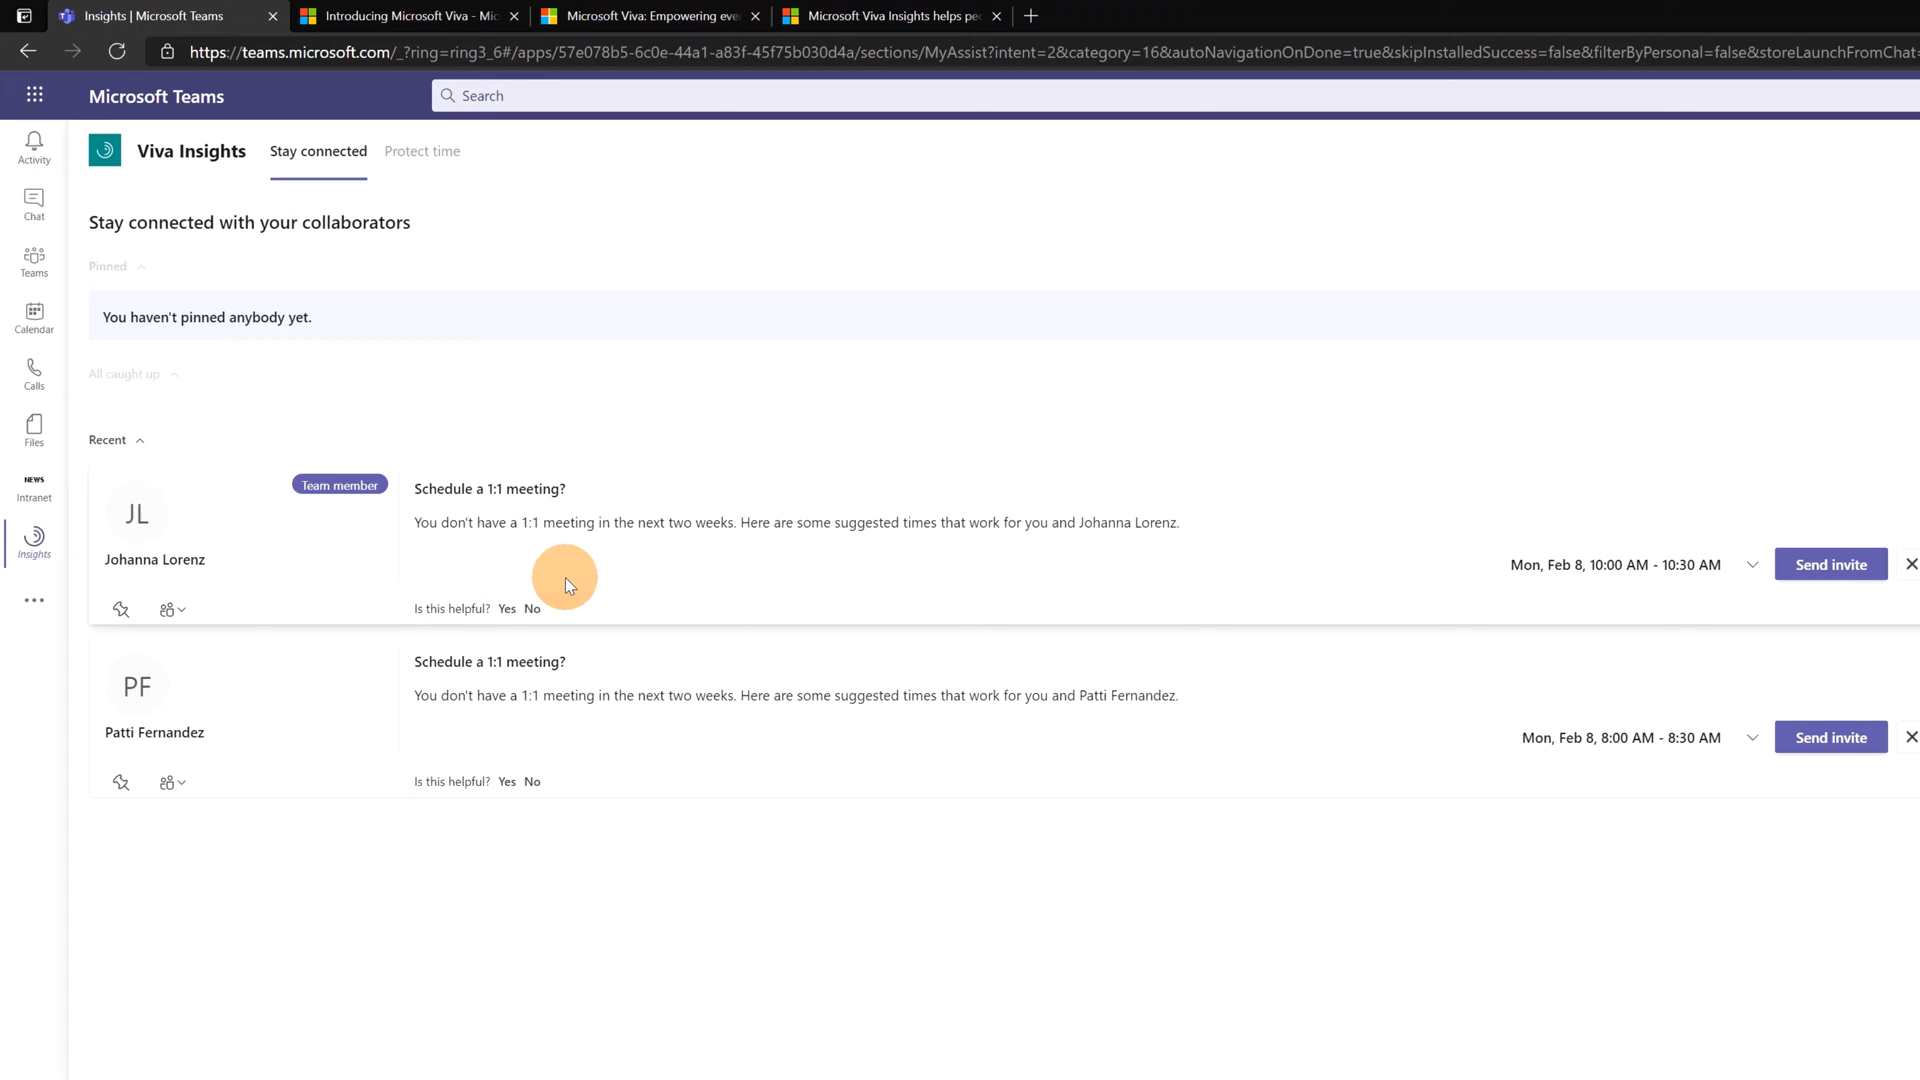 Insights | Microsoft Teams
Introducing Microsoft Viva - Mic
Microsoft Viva: Empowering eve
Microsoft Viva Insights helps pe
https://teams.microsoft.com/_?ring=ring3_6#/apps/57e078b5-6c0e-44a1-a83f-45f75b030d4a/sections/MyAssist?intent=2&category=16&autoNavigationOnDone=true&skipInstalledSuccess=false&filterByPersonal=false&storeLaunchFromChat=
Microsoft Teams
Search
Activity
Chat
Teams
Calendar
Calls
Files
NEWS
Intranet
Insights
Viva Insights
Stay connected
Protect time
Stay connected with your collaborators
Pinned
You haven't pinned anybody yet.
All caught up
Recent
JL
Team member
Johanna Lorenz
Schedule a 1:1 meeting?
You don't have a 1:1 meeting in the next two weeks. Here are some suggested times that work for you and Johanna Lorenz.
Mon, Feb 8, 10:00 AM - 10:30 AM
Send invite
Is this helpful? Yes No
PF
Patti Fernandez
Schedule a 1:1 meeting?
You don't have a 1:1 meeting in the next two weeks. Here are some suggested times that work for you and Patti Fernandez.
Mon, Feb 8, 8:00 AM - 8:30 AM
Send invite
Is this helpful? Yes No